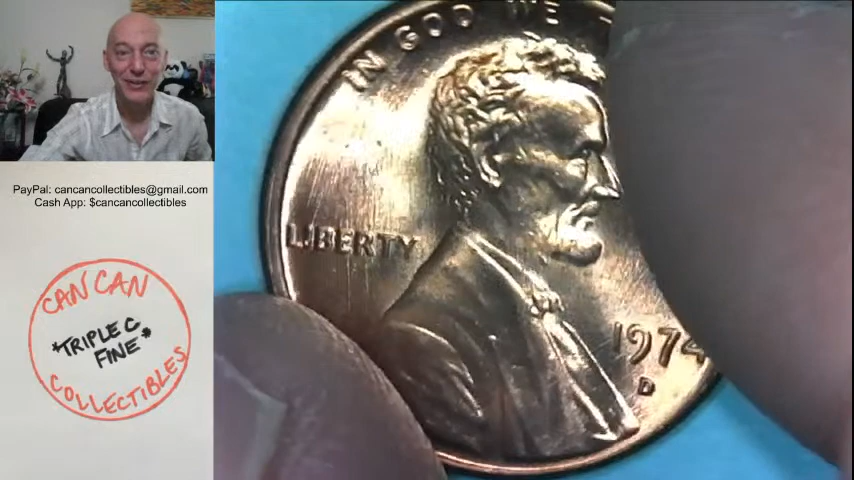 PayPal: cancancollectibles@gmail.com
Cash App: $cancancollectibles
CAN CAN
*TRIPLE C
FINE*
COLLECTIBLES
IN GOD WE
LIBERTY
1974
D